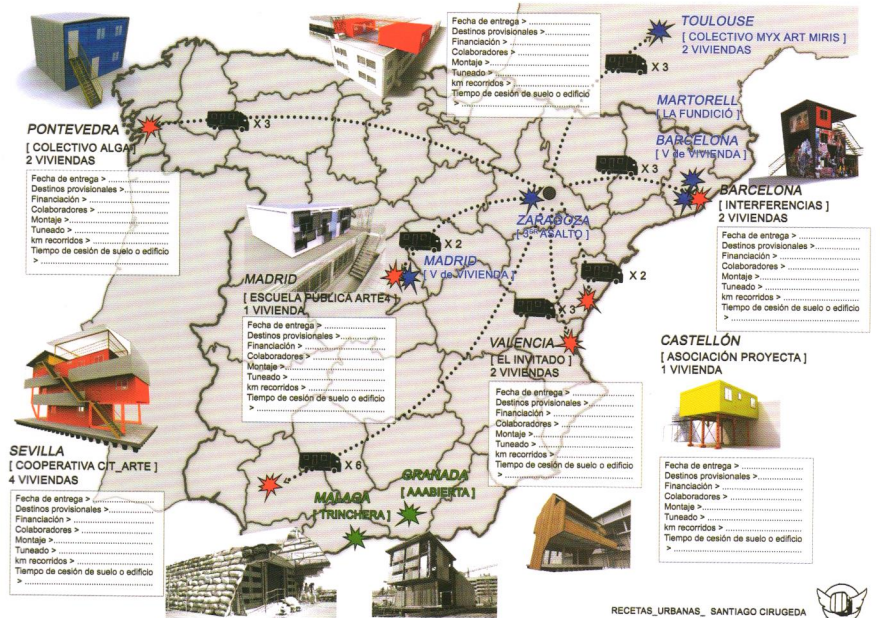 Fecha de entrega > ..............................
Destinos provisionales>......................
Financiación> ....................................
Colaboradores > ................................
Montaje > ..........................................
Tuneado > ........................................
km recorridos > .................................
Tiempo de cesión de suelo o edificio
> ..............................................
TOULOUSE
[ COLECTIVO MYX ART MIRIS ]
2 VIVIENDAS
X 3
MARTORELL
[ LA FUNDICIÓ ]
BARCELONA
[ V de VIVIENDA ]
X 3
BARCELONA
[ INTERFERENCIAS ]
2 VIVIENDAS
Fecha de entrega > ..............................
Destinos provisionales > ......................
Financiación > ....................................
Colaboradores > ................................
Montaje>..........................................
Tuneado > ........................................
km recorridos > .................................
Tiempo de cesión de suelo o edificio
> ..............................................
PONTEVEDRA
[ COLECTIVO ALGA]
2 VIVIENDAS
X 3
Fecha de entrega > ..............................
Destinos provisionales >......................
Financiación > ....................................
Colaboradores > ................................
Montaje > ..........................................
Tuneado > ........................................
km recorridos > .................................
Tiempo de cesión de suelo o edificio
> ..............................................
ZARAGOZA
[ 3ER ASALTO ]
X 2
MADRID
[ V de VIVIENDA ]
MADRID
[ ESCUELA PÚBLICA ARTE4 ]
1 VIVIENDA
Fecha de entrega > ..............................
Destinos provisionales > ......................
Financiación > ....................................
Colaboradores > ................................
Montaje > ..........................................
Tuneado > ........................................
km recorridos > .................................
Tiempo de cesión de suelo o edificio
> ..............................................
X 2
X 3
VALENCIA
[ EL INVITADO ]
2 VIVIENDAS
Fecha de entrega > ..............................
Destinos provisionales > ......................
Financiación > ....................................
Colaboradores > ................................
Montaje > ..........................................
Tuneado > ........................................
km recorridos > .................................
Tiempo de cesión de suelo o edificio
> ..............................................
CASTELLÓN
[ ASOCIACIÓN PROYECTA ]
1 VIVIENDA
Fecha de entrega > ..............................
Destinos provisionales > ......................
Financiación > ....................................
Colaboradores > ................................
Montaje > ..........................................
Tuneado > ........................................
km recorridos > .................................
Tiempo de cesión de suelo o edificio
> ..............................................
SEVILLA
[ COOPERATIVA CIT_ARTE ]
4 VIVIENDAS
Fecha de entrega > ..............................
Destinos provisionales > ......................
Financiación > ....................................
Colaboradores > ................................
Montaje > ..........................................
Tuneado > ........................................
km recorridos > .................................
Tiempo de cesión de suelo o edificio
> ..............................................
X 6
GRANADA
[ AAABIERTA ]
MALAGA
[ TRINCHERA ]
RECETAS_URBANAS_ SANTIAGO CIRUGEDA